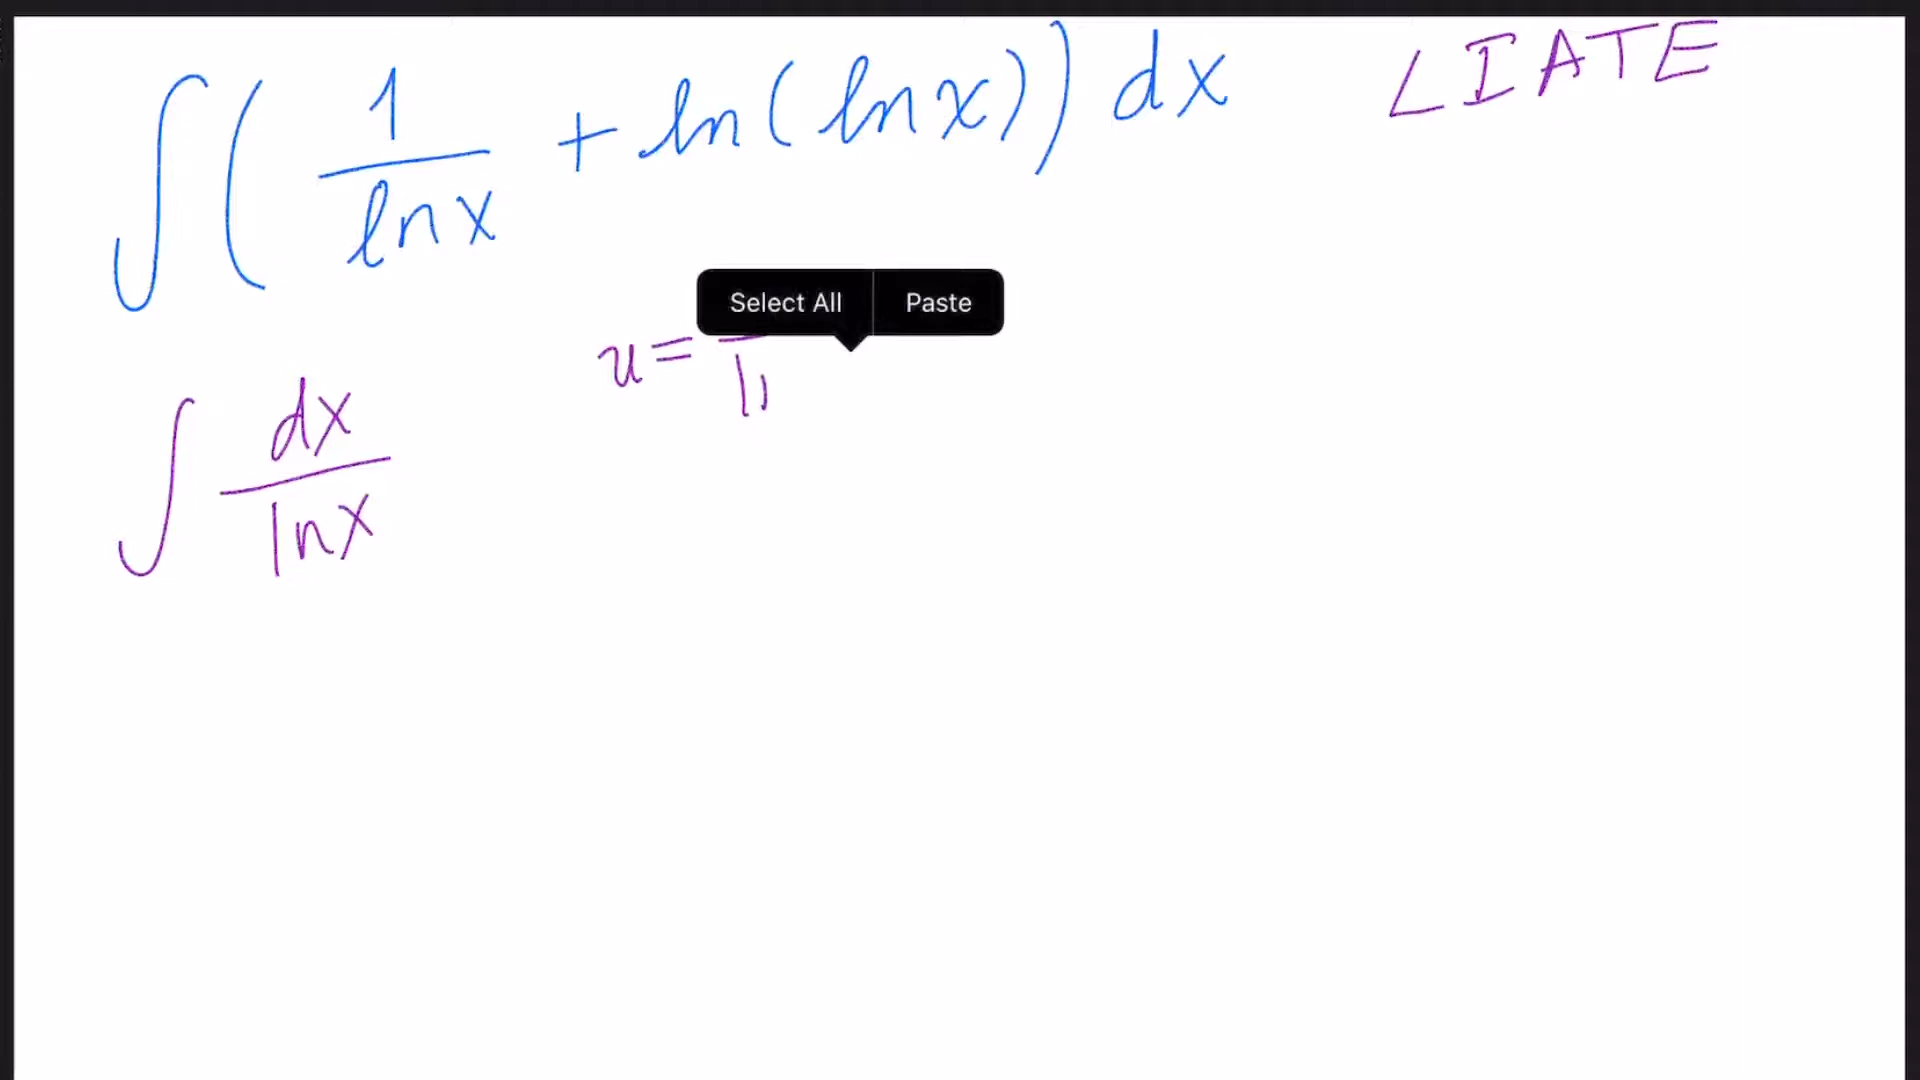 ∫ ( 1/lnx + ln(lnx) ) dx LIATE
Select All Paste
u =
∫ dx/lnx